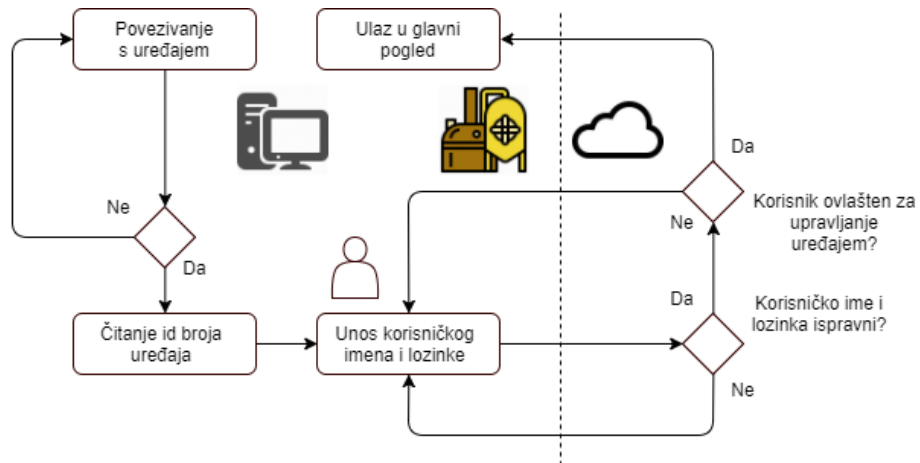 Povezivanje
s uređajem
Ulaz u glavni
pogled
Da
Ne
Korisnik ovlašten za
upravljanje
uređajem?
Ne
Da
Da
Korisničko ime i
lozinka ispravni?
Čitanje id broja
uređaja
Unos korisničkog
imena i lozinke
Ne